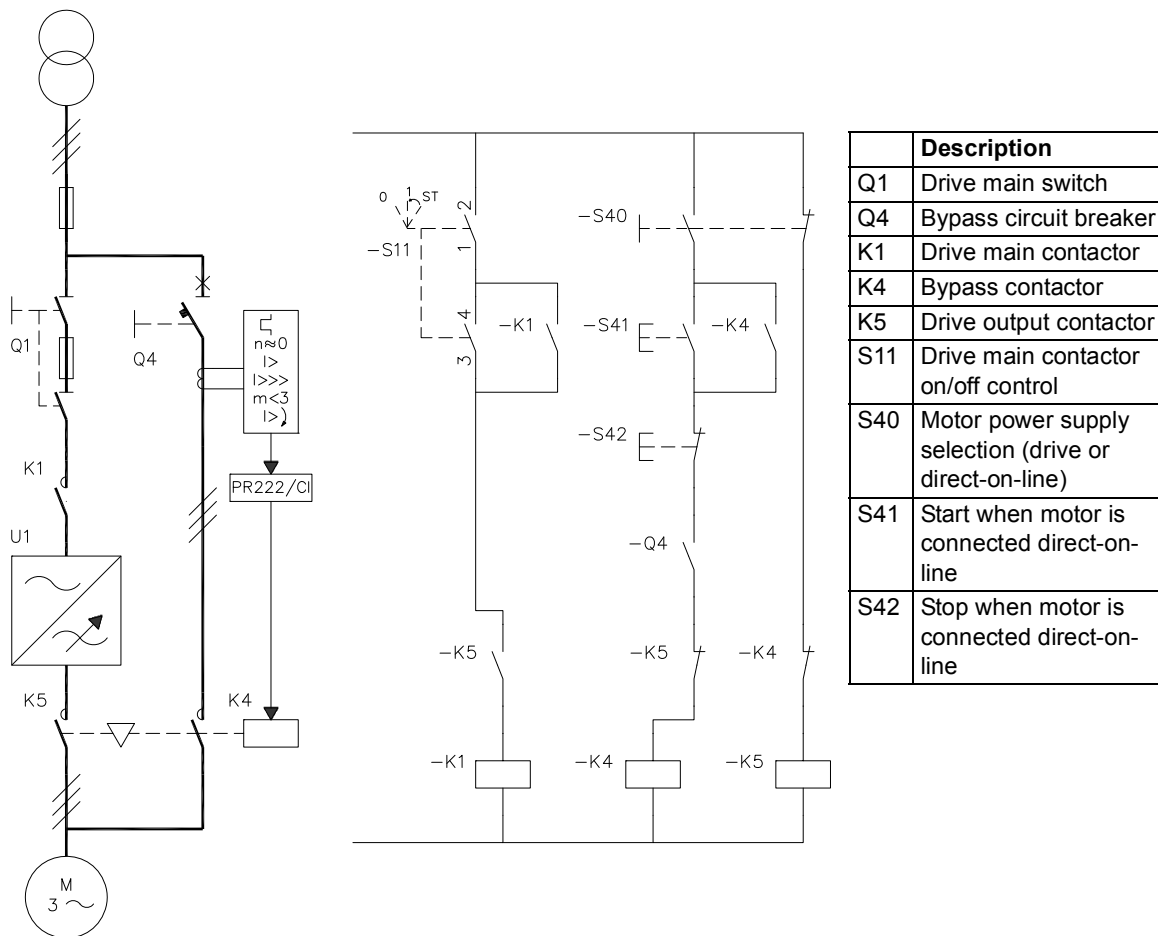 Q1
Q4
n≈0
I>
I>>>
m<3
I>
K1
PR222/CI
U1
K5
K4
M
3
0
1
ST
2
1
-S11
4
3
-K1
-K5
-K1
-S40
-S41
-K4
-S42
-Q4
-K5
-K4
-K4
-K5
Description
Q1 Drive main switch
Q4 Bypass circuit breaker
K1 Drive main contactor
K4 Bypass contactor
K5 Drive output contactor
S11 Drive main contactor
on/off control
S40 Motor power supply
selection (drive or
direct-on-line)
S41 Start when motor is
connected direct-on-
line
S42 Stop when motor is
connected direct-on-
line